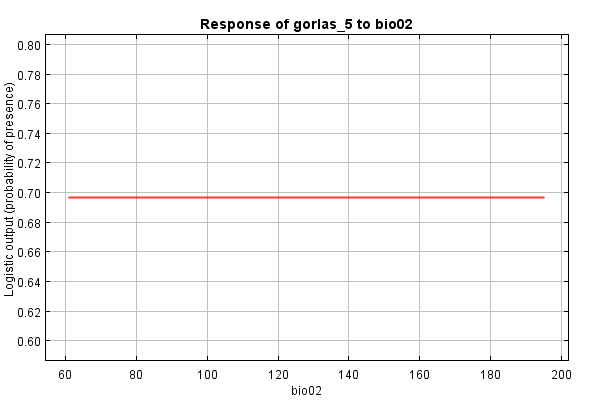 Response of gorlas_5 to bio02
Logistic output (probability of presence)
0.80
0.78
0.76
0.74
0.72
0.70
0.68
0.66
0.64
0.62
0.60
60 80 100 120 140 160 180 200
bio02